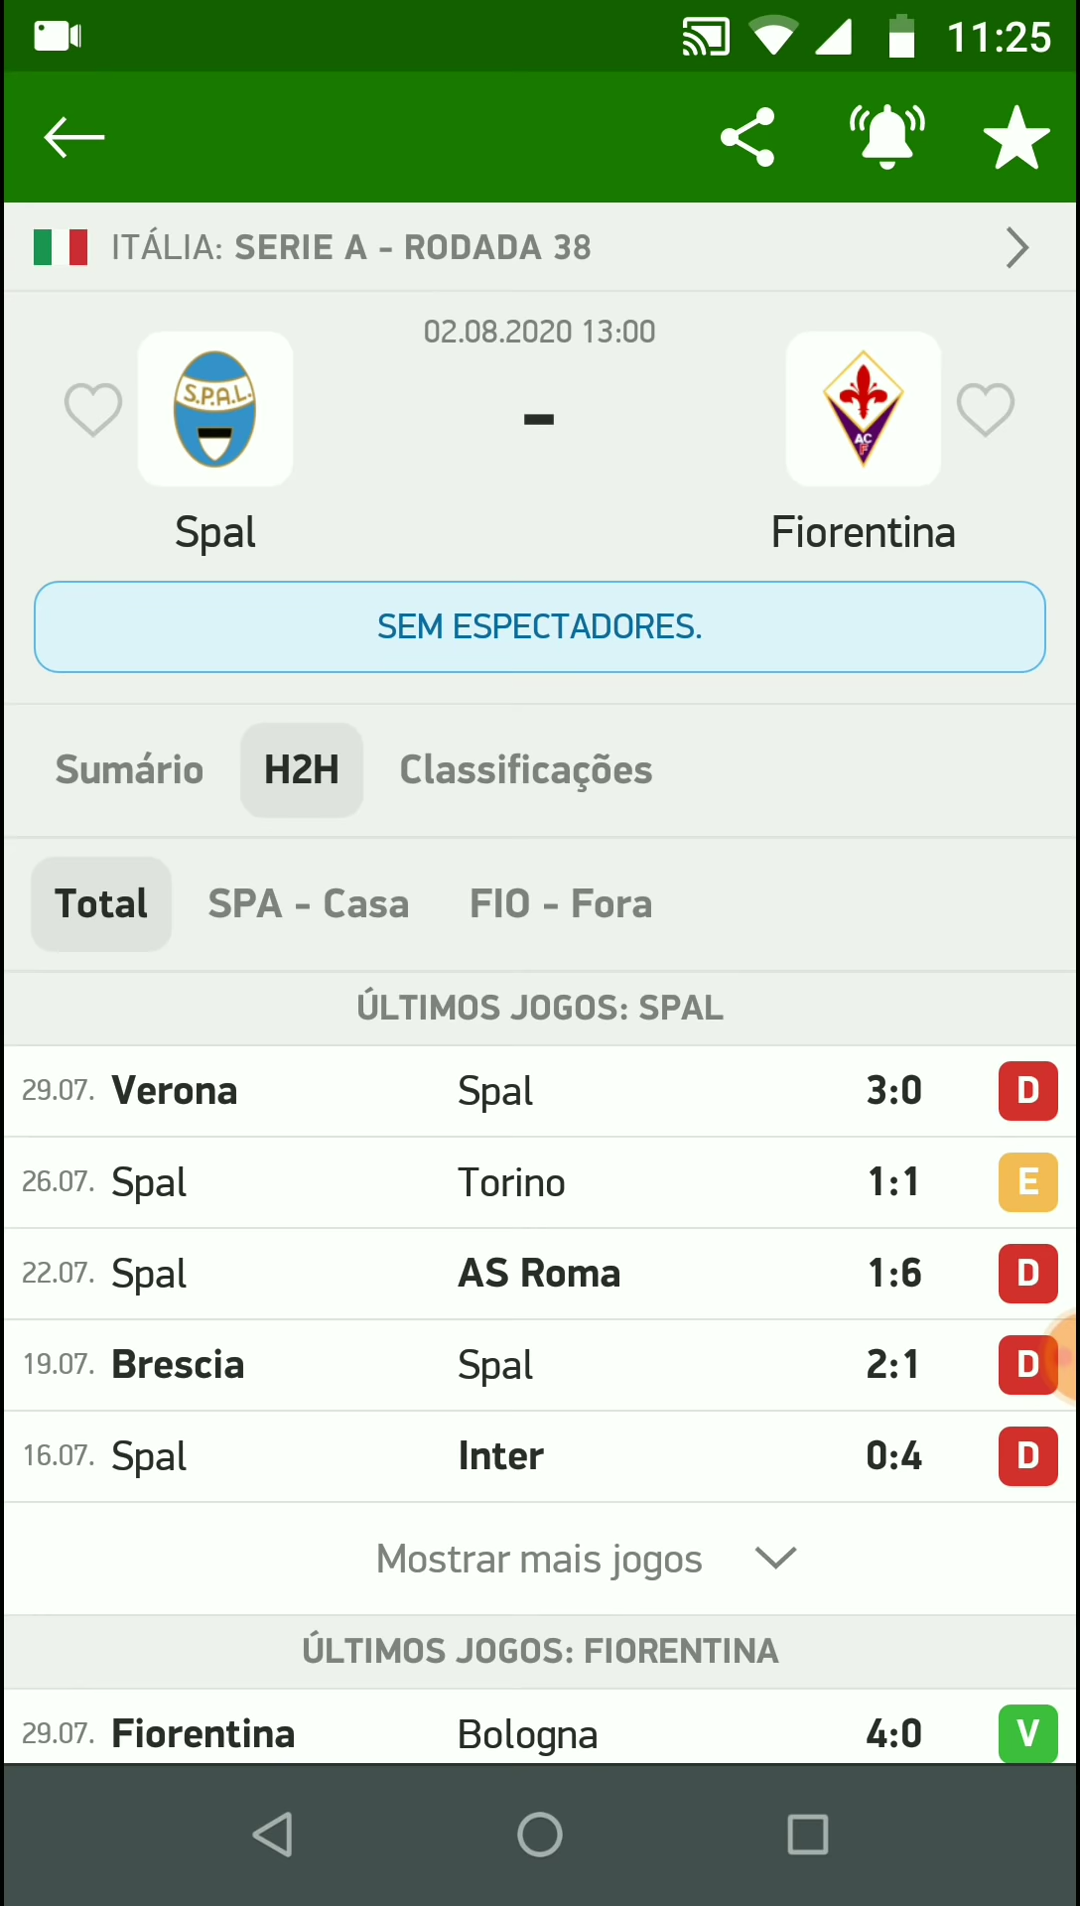 11:25
ITÁLIA: SERIE A - RODADA 38
02.08.2020 13:00
S.P.A.L.
-
AC
F
Spal
Fiorentina
SEM ESPECTADORES.
Sumário H2H Classificações
Total SPA - Casa FIO - Fora
ÚLTIMOS JOGOS: SPAL
29.07. Verona Spal 3:0 D
26.07. Spal Torino 1:1 E
22.07. Spal AS Roma 1:6 D
19.07. Brescia Spal 2:1 D
16.07. Spal Inter 0:4 D
Mostrar mais jogos
ÚLTIMOS JOGOS: FIORENTINA
29.07. Fiorentina Bologna 4:0 V